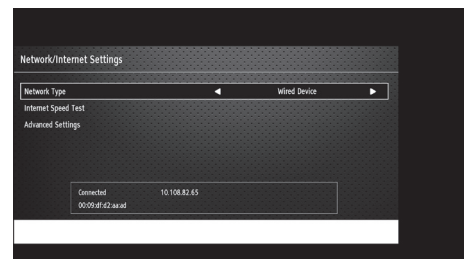 Network/Internet Settings
Network Type Wired Device
Internet Speed Test
Advanced Settings
Connected 10.108.82.65
00:09:df:d2:aa:ad